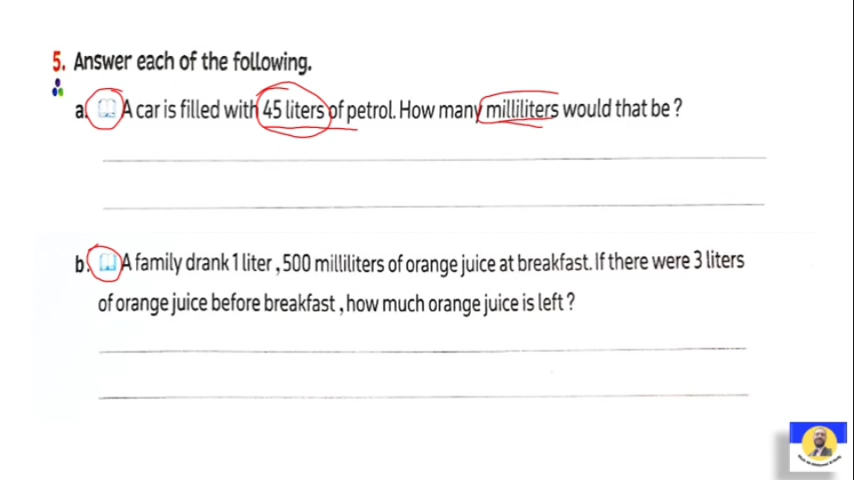 5. Answer each of the following.
a. A car is filled with 45 liters of petrol. How many milliliters would that be ?
b. A family drank 1 liter , 500 milliliters of orange juice at breakfast. If there were 3 liters
of orange juice before breakfast , how much orange juice is left ?